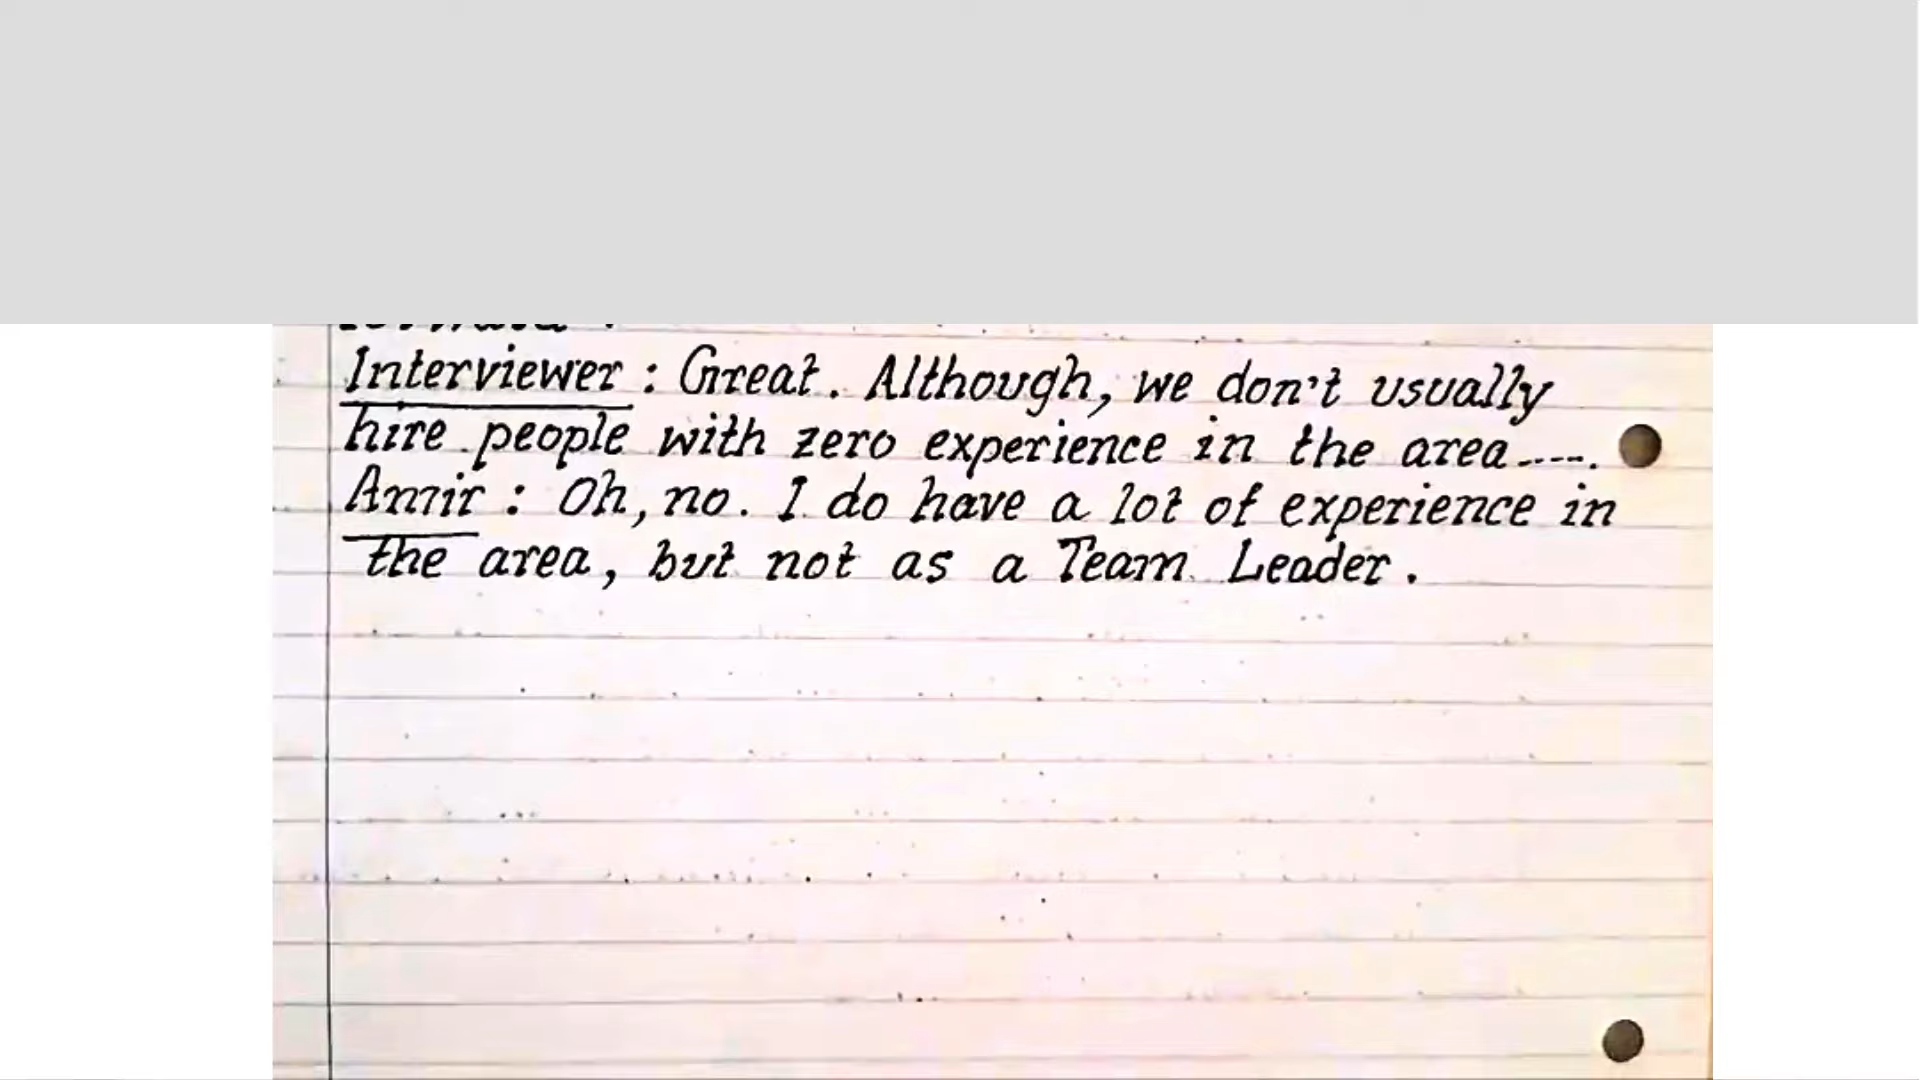 Interviewer : Great. Although, we don't usually
hire people with zero experience in the area ----.
Amir : Oh, no. I do have a lot of experience in
the area, but not as a Team Leader.